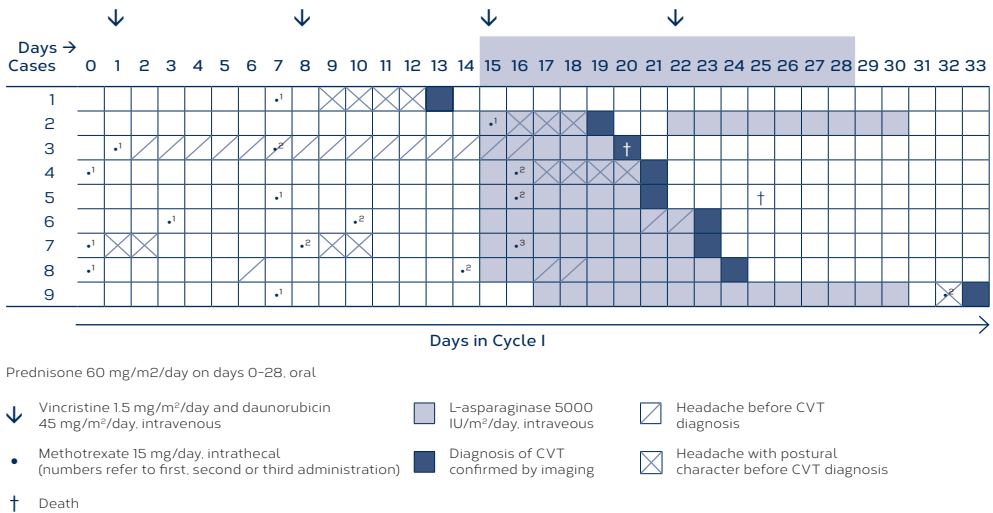 Days →
Cases 0 1 2 3 4 5 6 7 8 9 10 11 12 13 14 15 16 17 18 19 20 21 22 23 24 25 26 27 28 29 30 31 32 33
1 •¹
2 •¹
3 •¹ •² †
4 •¹ •²
5 •¹ •² †
6 •¹ •²
7 •¹ •² •³
8 •¹ •²
9 •¹ •²
Days in Cycle I
Prednisone 60 mg/m2/day on days 0-28, oral
Vincristine 1.5 mg/m²/day and daunorubicin
45 mg/m²/day, intravenous
L-asparaginase 5000
IU/m²/day, intraveous
Headache before CVT
diagnosis
• Methotrexate 15 mg/day, intrathecal
(numbers refer to first, second or third administration)
Diagnosis of CVT
confirmed by imaging
Headache with postural
character before CVT diagnosis
† Death